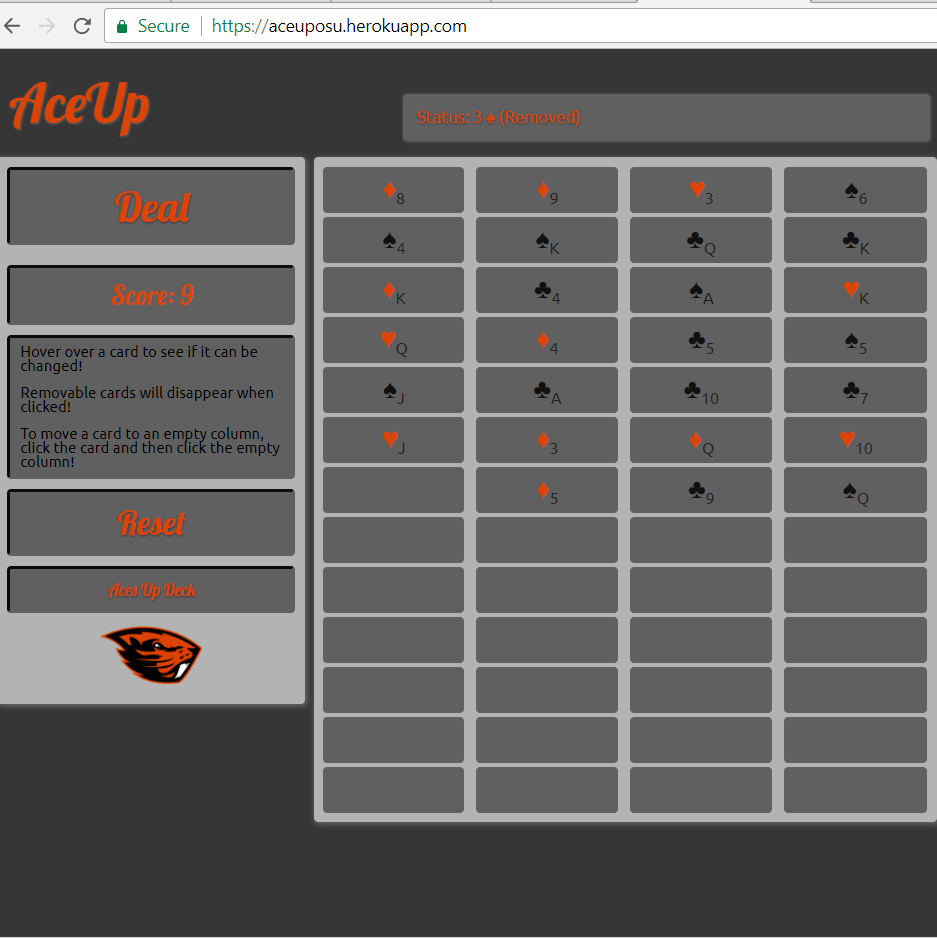 Secure | https://aceuposu.herokuapp.com
AceUp
Status: 3 ♠ (Removed)
Deal
Score: 9
Hover over a card to see if it can be
changed!
Removable cards will disappear when
clicked!
To move a card to an empty column,
click the card and then click the empty
column!
Reset
Aces Up Deck
♦8 ♦9 ♥3 ♠6
♠4 ♠K ♣Q ♣K
♦K ♣4 ♠A ♥K
♥Q ♦4 ♣5 ♠5
♠J ♣A ♣10 ♣7
♥J ♦3 ♦Q ♥10
♦5 ♣9 ♠Q